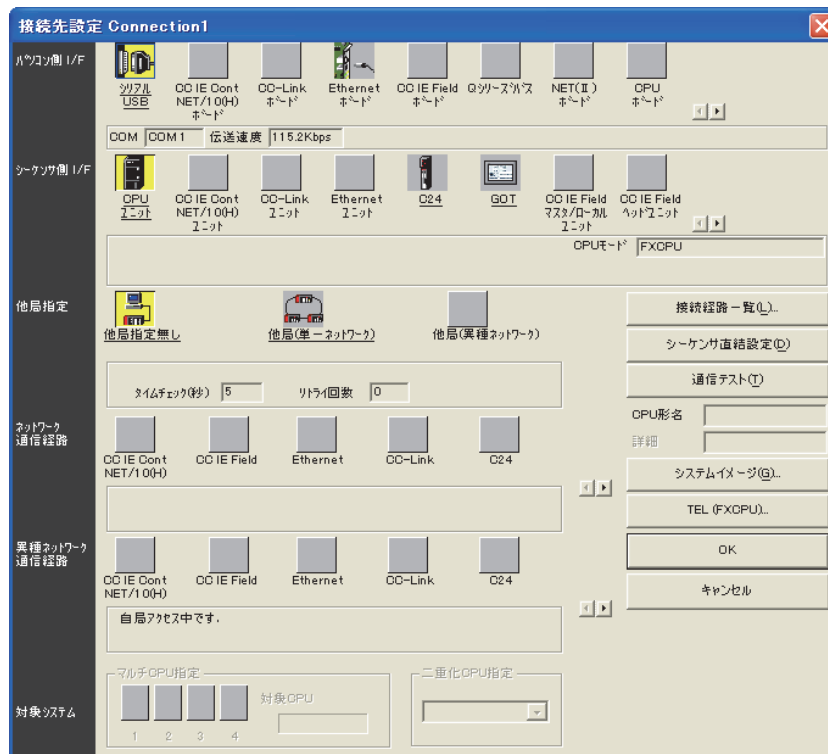 接続先設定 Connection1
パソコン側 I/F
シリアル
USB
CC IE Cont
NET/10(H)
ボード
CC-Link
ボード
Ethernet
ボード
CC IE Field
ボード
Qシリーズバス
NET(II)
ボード
CPU
ボード
COM COM 1 伝送速度 115.2Kbps
シーケンサ側 I/F
CPU
ユニット
CC IE Cont
NET/10(H)
ユニット
CC-Link
ユニット
Ethernet
ユニット
C24
GOT
CC IE Field
マスタ/ローカル
ユニット
CC IE Field
ヘッドユニット
CPUモード FXCPU
他局指定
他局指定無し
他局(単一ネットワーク)
他局(異種ネットワーク)
タイムチェック(秒) 5 リトライ回数 0
接続経路一覧(L)...
シーケンサ直結設定(D)
通信テスト(T)
CPU形名
詳細
システムイメージ(G)...
TEL (FXCPU)...
OK
キャンセル
ネットワーク
通信経路
CC IE Cont
NET/10(H)
CC IE Field
Ethernet
CC-Link
C24
異種ネットワーク
通信経路
CC IE Cont
NET/10(H)
CC IE Field
Ethernet
CC-Link
C24
自局アクセス中です.
対象システム
マルチCPU指定
1 2 3 4
対象CPU
二重化CPU指定